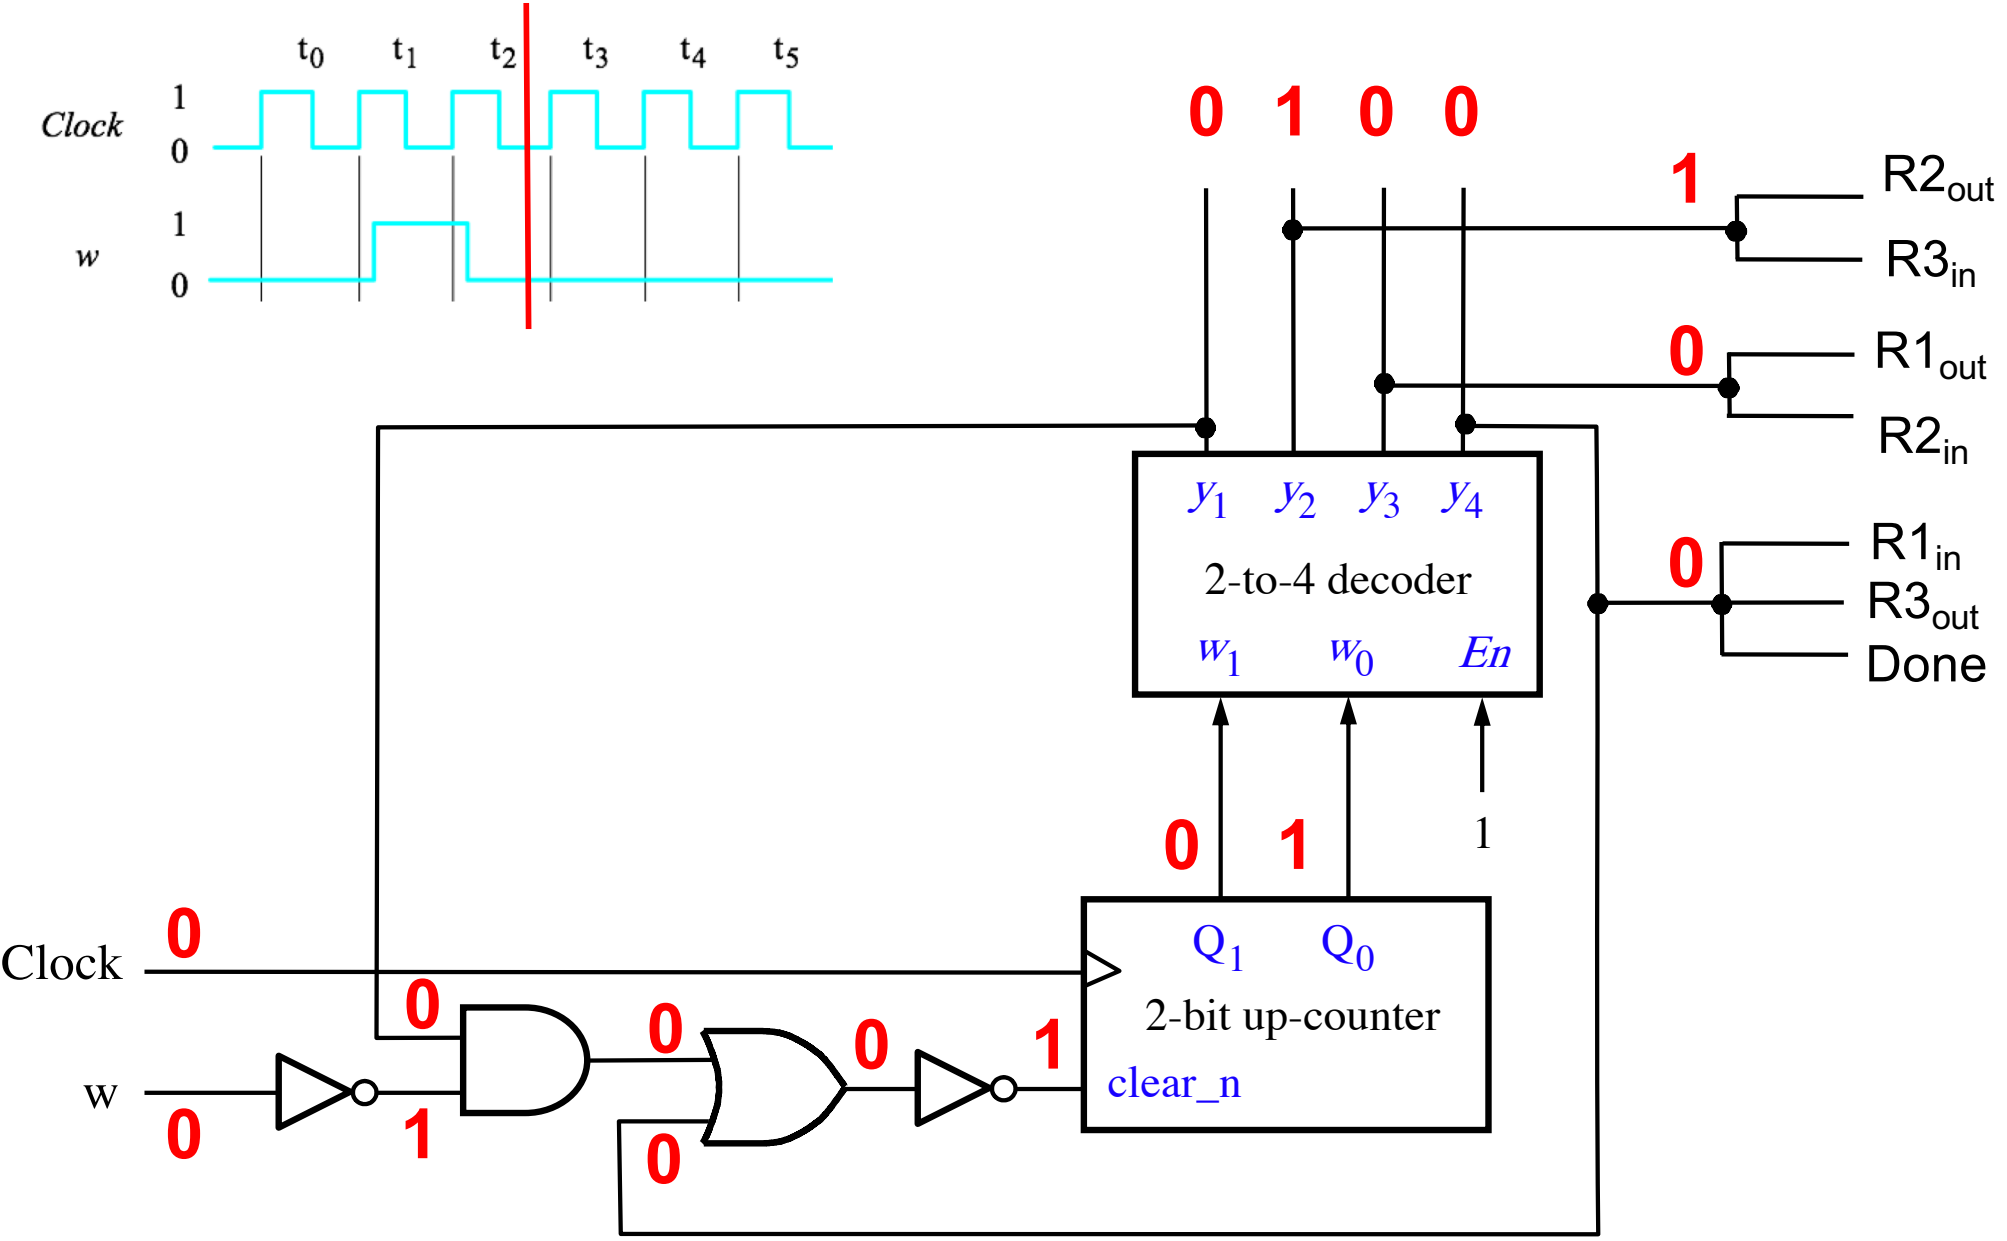 t0 t1 t2 t3 t4 t5
1
Clock
0
1
w
0
0 1 0 0
1
R2out
R3in
0
R1out
R2in
y1 y2 y3 y4
2-to-4 decoder
w1 w0 En
0
R1in
R3out
Done
0 1 1
Clock 0
Q1 Q0
2-bit up-counter
clear_n
0 0 0 1
w
0 1 0